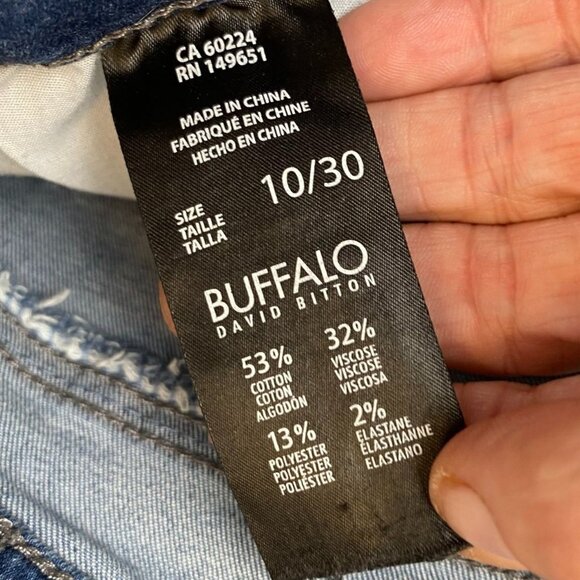 CA 60224
RN 149651
MADE IN CHINA
FABRIQUÉ EN CHINE
HECHO EN CHINA
SIZE
TAILLE
TALLA
10/30
BUFFALO
DAVID BITTON
53%
COTTON
COTON
ALGODÓN
32%
VISCOSE
VISCOSE
VISCOSA
13%
POLYESTER
POLYESTER
POLIÉSTER
2%
ELASTANE
ÉLASTHANNE
ELASTANO